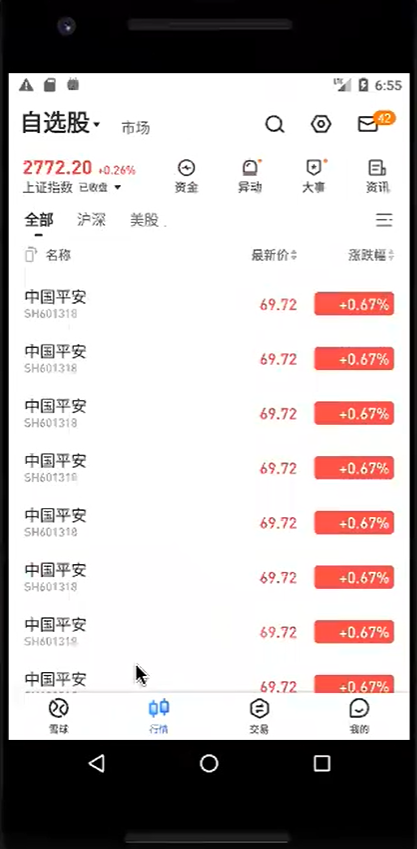 LTE 6:55
自选股 市场 42
2772.20 +0.26%
上证指数 已收盘 资金 异动 大事 资讯
全部 沪深 美股
名称 最新价 涨跌幅
中国平安 69.72 +0.67%
SH601318
中国平安 69.72 +0.67%
SH601318
中国平安 69.72 +0.67%
SH601318
中国平安 69.72 +0.67%
SH601318
中国平安 69.72 +0.67%
SH601318
中国平安 69.72 +0.67%
SH601318
中国平安 69.72 +0.67%
SH601318
中国平安 69.72 +0.67%
雪球 行情 交易 我的